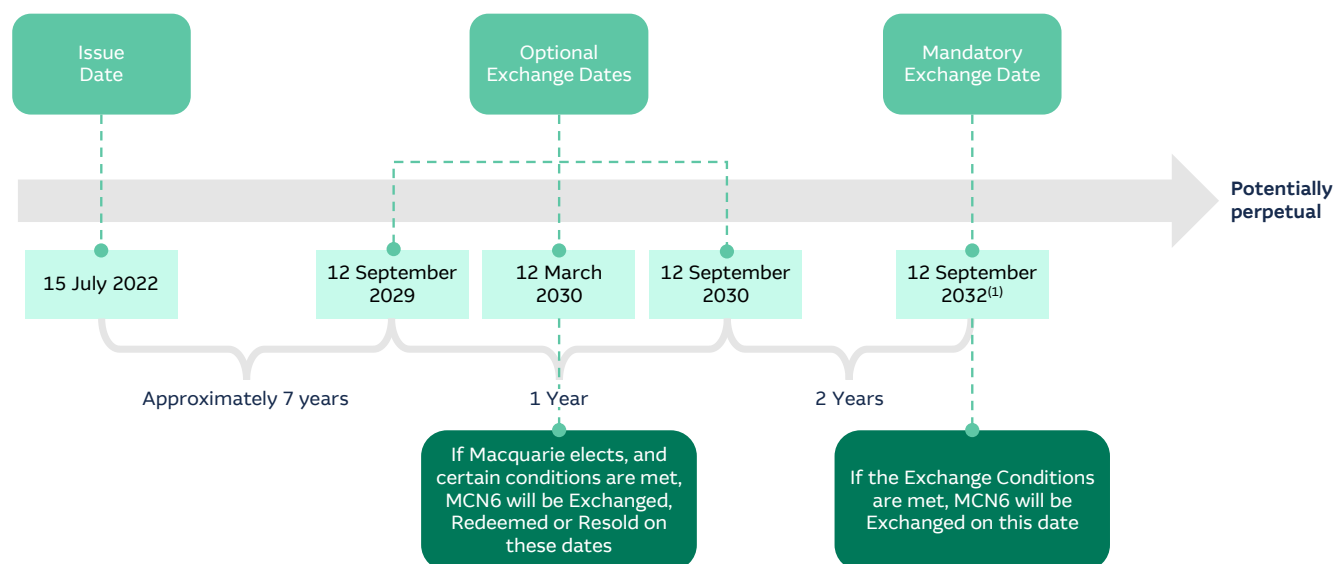 Issue
Date
Optional
Exchange Dates
Mandatory
Exchange Date
Potentially
perpetual
15 July 2022
12 September
2029
12 March
2030
12 September
2030
12 September
2032(1)
Approximately 7 years
1 Year
2 Years
If Macquarie elects, and
certain conditions are met,
MCN6 will be Exchanged,
Redeemed or Resold on
these dates
If the Exchange Conditions
are met, MCN6 will be
Exchanged on this date